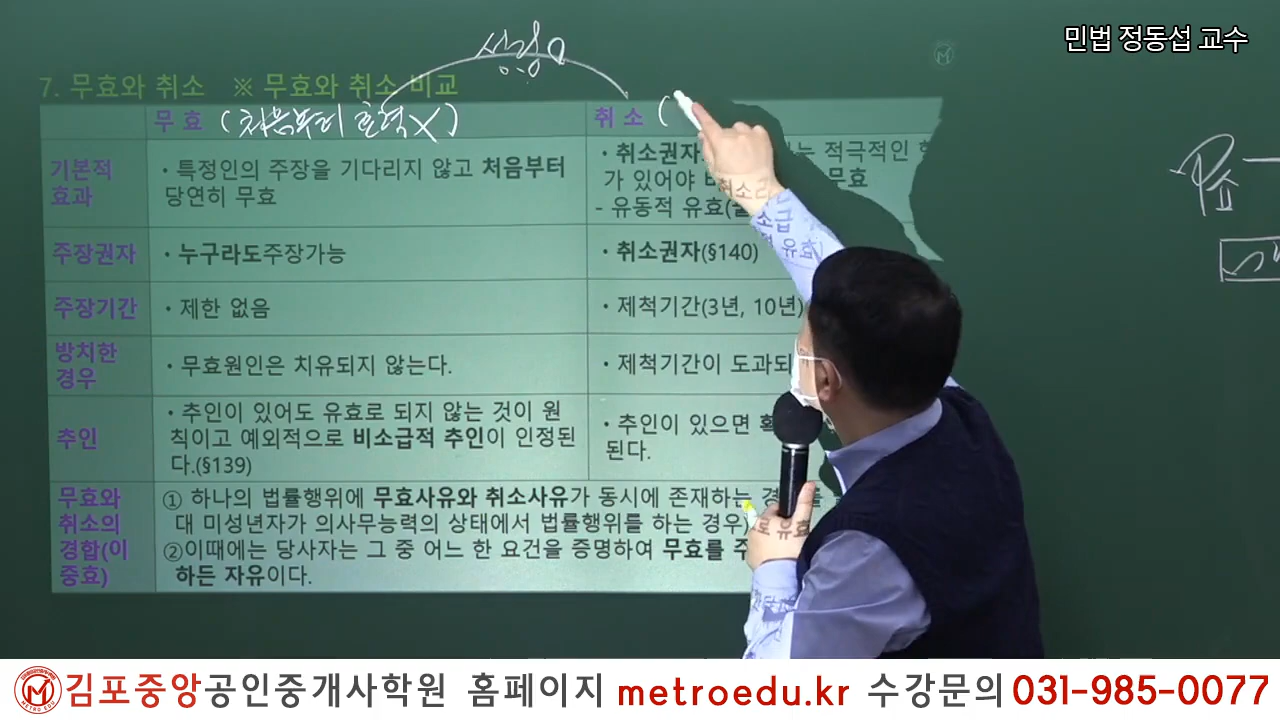 민법 정동섭 교수
7. 무효와 취소 ※ 무효와 취소 비교
무 효 (처음부터 효력X)
취 소 (
기본적 효과
· 특정인의 주장을 기다리지 않고 처음부터
당연히 무효
· 취소권자
는 적극적인
가 있어야
무효
- 유동적 유효(
주장권자
· 누구라도주장가능
· 취소권자(§140)
주장기간
· 제한 없음
· 제척기간(3년, 10년)
방치한
경우
· 무효원인은 치유되지 않는다.
· 제척기간이 도과되
추인
· 추인이 있어도 유효로 되지 않는 것이 원
칙이고 예외적으로 비소급적 추인이 인정된
다.(§139)
· 추인이 있으면 확
된다.
무효와
취소의
경합(이
중효)
① 하나의 법률행위에 무효사유와 취소사유가 동시에 존재하는 경
대 미성년자가 의사무능력의 상태에서 법률행위를 하는 경우)
②이때에는 당사자는 그 중 어느 한 요건을 증명하여 무효를 주
하든 자유이다.
김포중앙공인중개사학원 홈페이지 metroedu.kr 수강문의 031-985-0077
METRO EDU